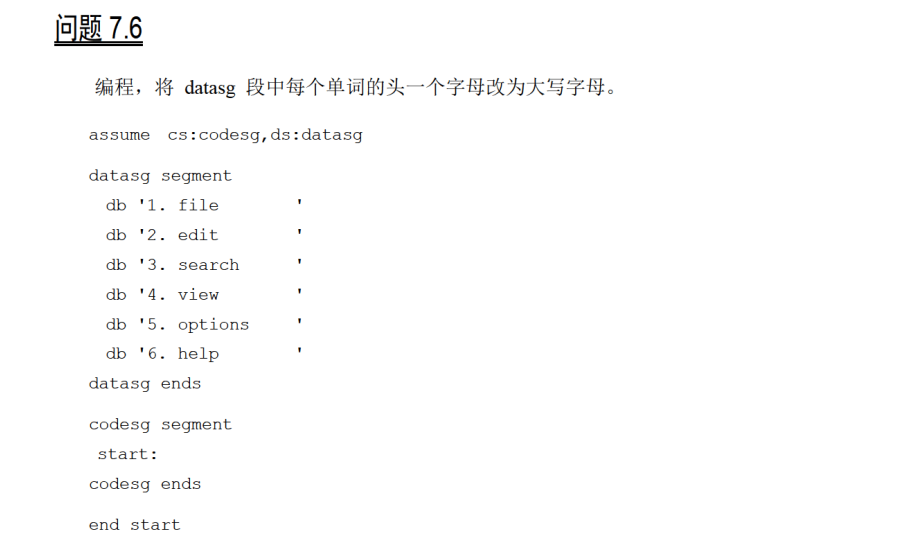 问题 7.6
编程，将 datasg 段中每个单词的头一个字母改为大写字母。
assume cs:codesg,ds:datasg
datasg segment
db '1. file        '
db '2. edit        '
db '3. search      '
db '4. view        '
db '5. options     '
db '6. help        '
datasg ends
codesg segment
start:
codesg ends
end start